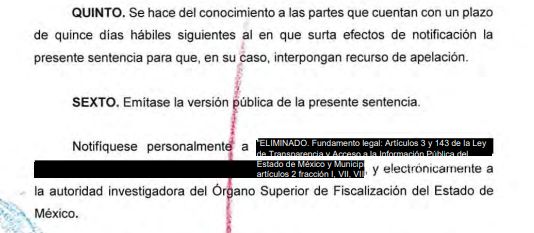 QUINTO. Se hace del conocimiento a las partes que cuentan con un plazo
de quince días hábiles siguientes al en que surta efectos de notificación la
presente sentencia para que, en su caso, interpongan recurso de apelación.
SEXTO. Emítase la versión pública de la presente sentencia.
Notifíquese personalmente a "ELIMINADO. Fundamento legal: Artículos 3 y 143 de la Ley
de Transparencia y Acceso a la Información Pública del
Estado de México y Municip
artículos 2 fracción I, VII, VII, y electrónicamente a
la autoridad investigadora del Órgano Superior de Fiscalización del Estado de
México.